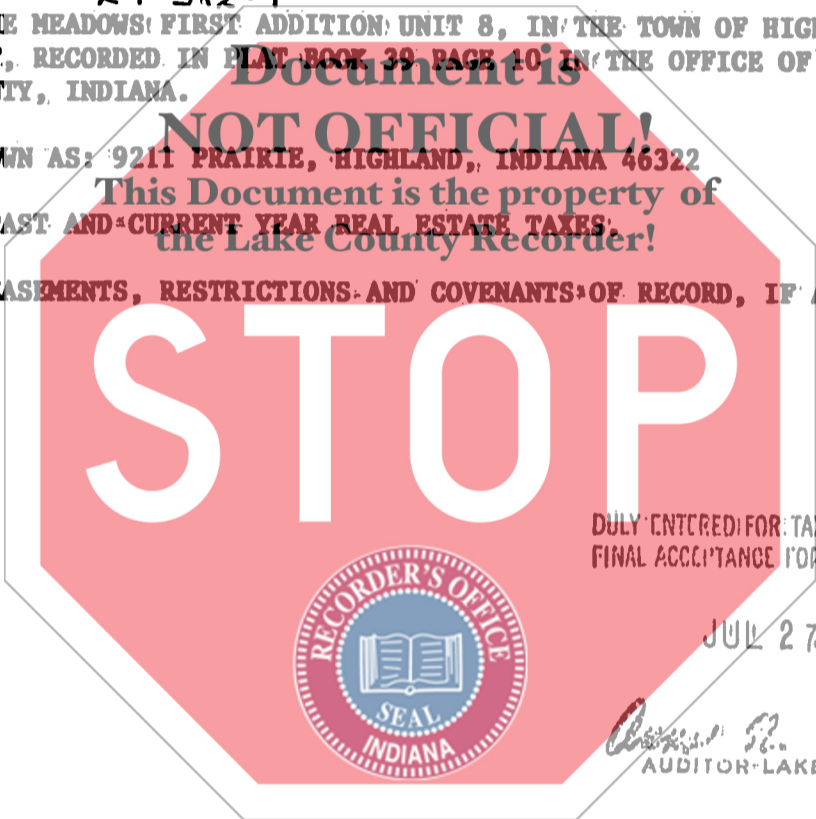 E MEADOWS FIRST ADDITION UNIT 8, IN THE TOWN OF HIG
, RECORDED IN PLAT BOOK 39 PAGE 10 IN THE OFFICE OF
TY, INDIANA.
Document is
NOT OFFICIAL!
WN AS: 9211 PRAIRIE, HIGHLAND, INDIANA 46322
This Document is the property of
AST AND CURRENT YEAR REAL ESTATE TAXES.
the Lake County Recorder!
ASEMENTS, RESTRICTIONS AND COVENANTS OF RECORD, IF A
STOP
DULY ENTERED FOR TAX
FINAL ACCEPTANCE FOR
RECORDER'S OFFICE
JUL 27
SEAL
INDIANA
AUDITOR LAKE